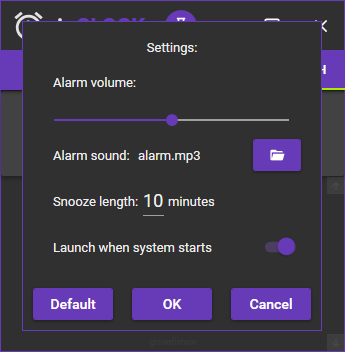 Settings:
Alarm volume:
Alarm sound: alarm.mp3
Snooze length: 10 minutes
Launch when system starts
Default OK Cancel